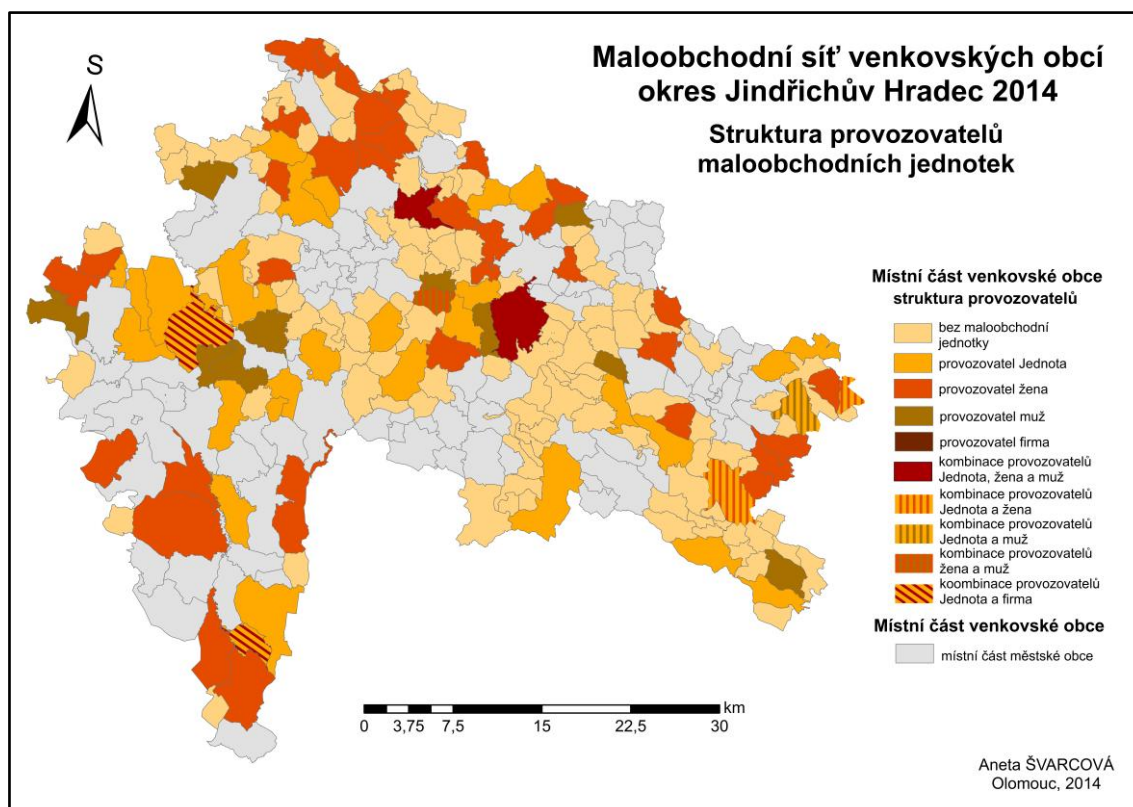 Maloobchodní síť venkovských obcí
okres Jindřichův Hradec 2014
Struktura provozovatelů
maloobchodních jednotek
S
Místní část venkovské obce
struktura provozovatelů
bez maloobchodní
jednotky
provozovatel Jednota
provozovatel žena
provozovatel muž
provozovatel firma
kombinace provozovatelů
Jednota, žena a muž
kombinace provozovatelů
Jednota a žena
kombinace provozovatelů
Jednota a muž
kombinace provozovatelů
žena a muž
koombinace provozovatelů
Jednota a firma
Místní část venkovské obce
místní část městské obce
km
0 3,75 7,5 15 22,5 30
Aneta ŠVARCOVÁ
Olomouc, 2014